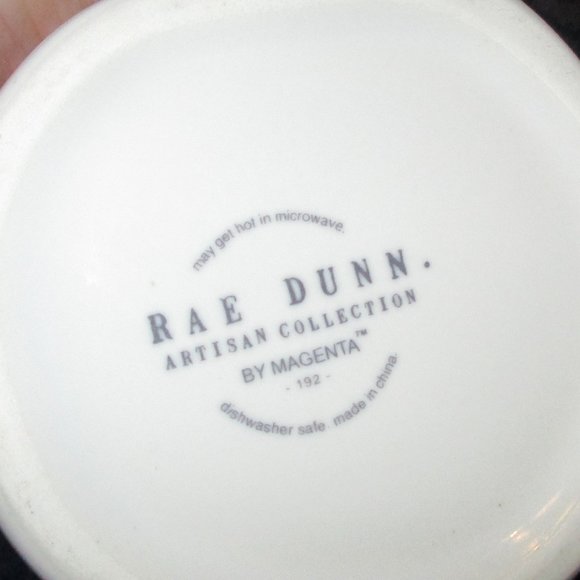 may get hot in microwave.
RAE DUNN.
ARTISAN COLLECTION
BY MAGENTA™
- 192 -
dishwasher safe. made in china.